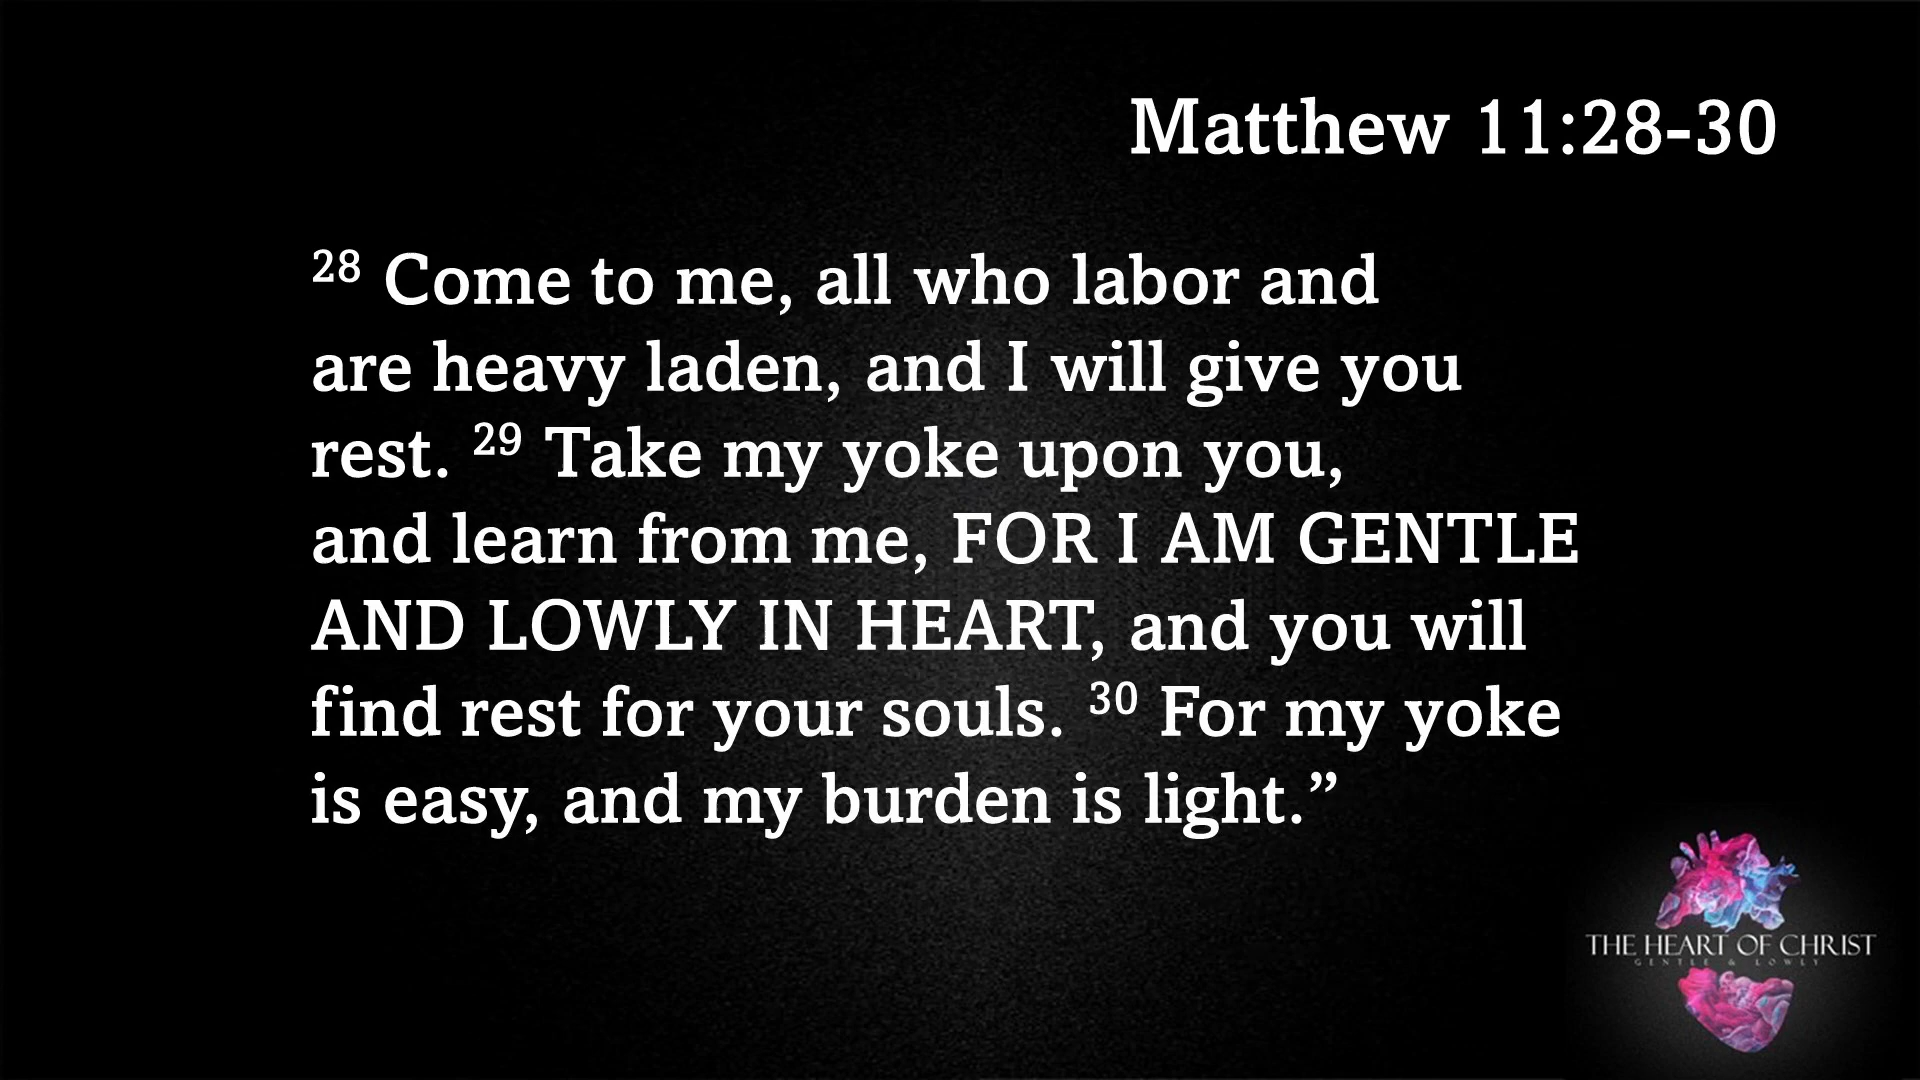 Matthew 11:28-30
28 Come to me, all who labor and
are heavy laden, and I will give you
rest. 29 Take my yoke upon you,
and learn from me, FOR I AM GENTLE
AND LOWLY IN HEART, and you will
find rest for your souls. 30 For my yoke
is easy, and my burden is light.”
THE HEART OF CHRIST
GENTLE & LOWLY